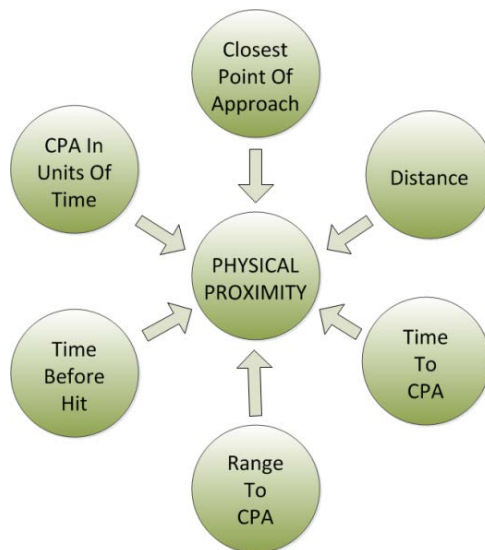 Closest
Point Of
Approach
CPA In
Units Of
Time
Distance
PHYSICAL
PROXIMITY
Time
Before
Hit
Time
To
CPA
Range
To
CPA